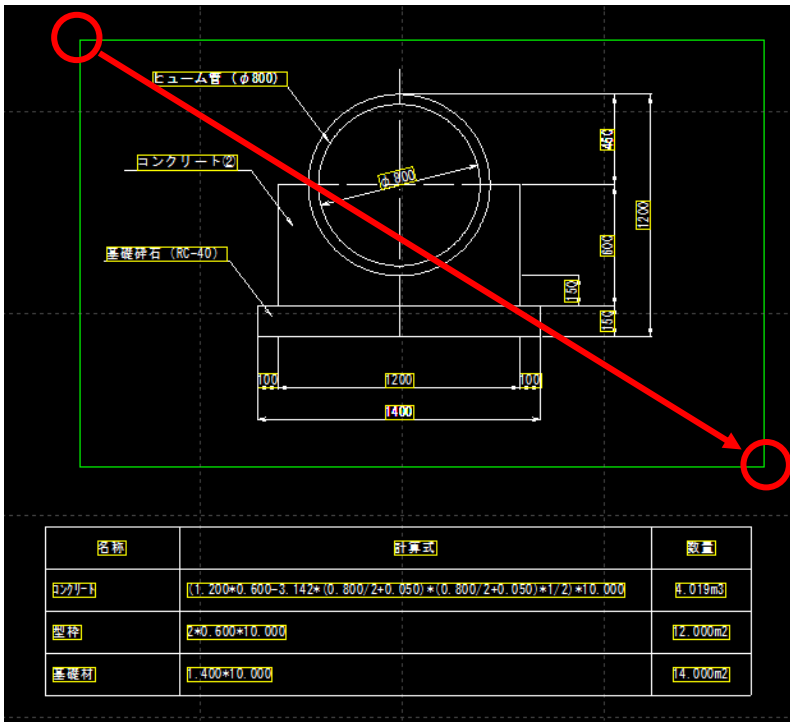 ヒューム管 (φ800)
コンクリート②
基礎砕石 (RC-40)
φ 800
450
1200
600
150
150
100
1200
100
1400
名称 計算式 数量
コンクリート (1.200*0.600-3.142*(0.800/2+0.050)*(0.800/2+0.050)*1/2)*10.000 4.019m3
型枠 2*0.600*10.000 12.000m2
基礎材 1.400*10.000 14.000m2